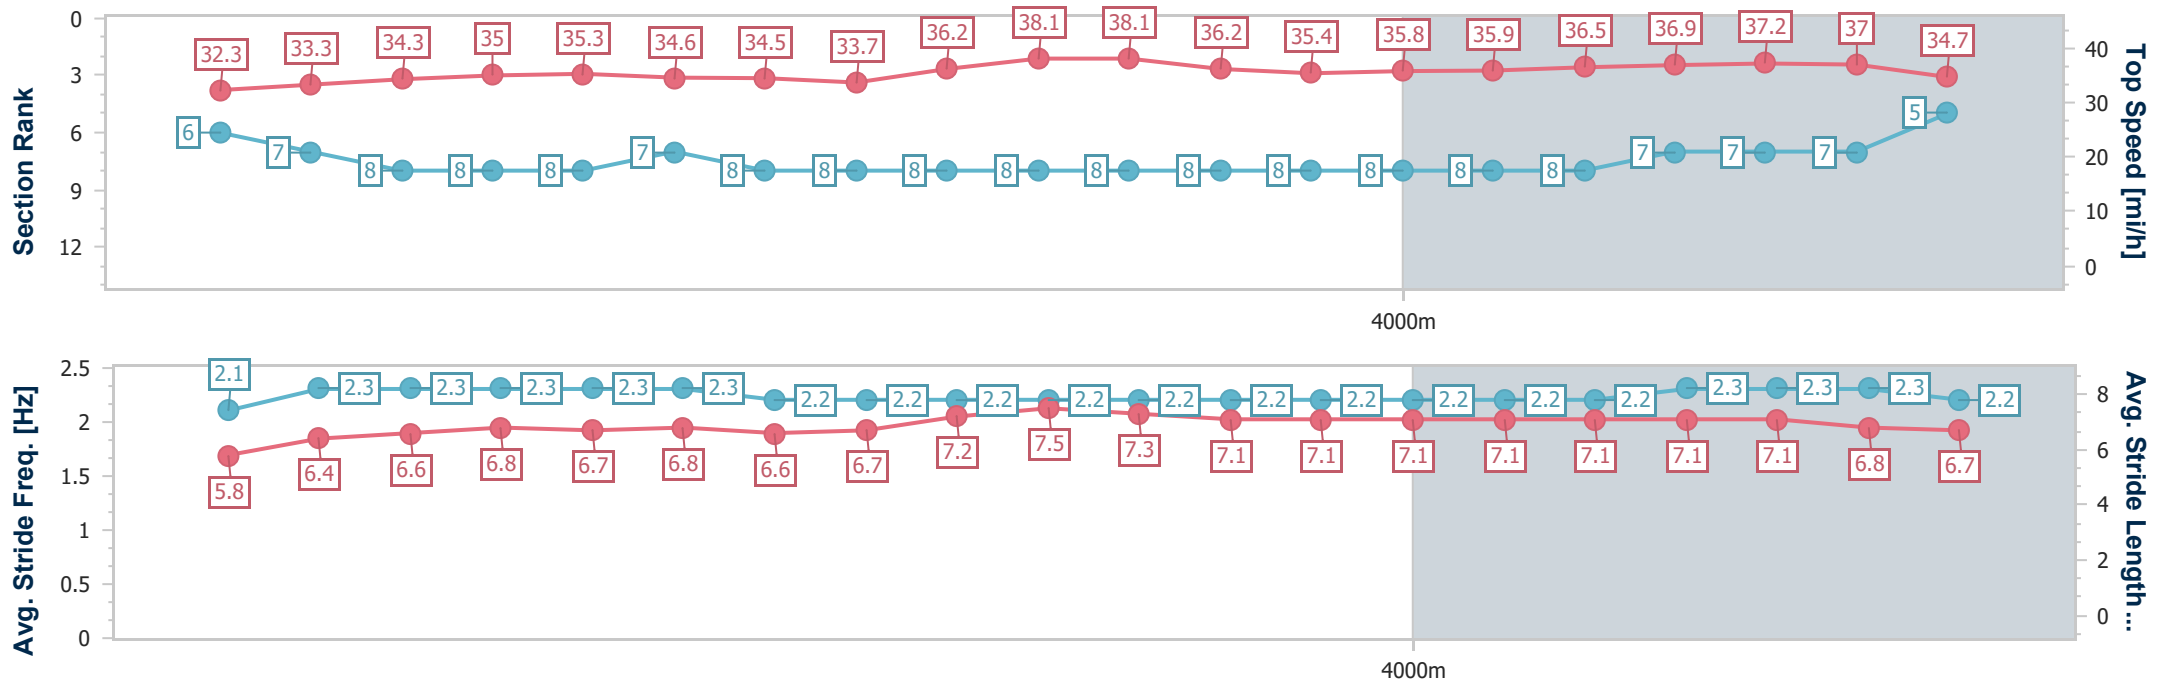 Section Rank
0
3
6
9
12
32.3 33.3 34.3 35 35.3 34.6 34.5 33.7 36.2 38.1 38.1 36.2 35.4 35.8 35.9 36.5 36.9 37.2 37 34.7
6 7 8 8 8 7 8 8 8 8 8 8 8 8 8 8 7 7 7 5
40
30
20
10
0
Top Speed [mi/h]
4000m
Avg. Stride Freq. [Hz]
2.5
2
1.5
1
0.5
0
2.1 2.3 2.3 2.3 2.3 2.3 2.2 2.2 2.2 2.2 2.2 2.2 2.2 2.2 2.2 2.2 2.3 2.3 2.3 2.2
5.8 6.4 6.6 6.8 6.7 6.8 6.6 6.7 7.2 7.5 7.3 7.1 7.1 7.1 7.1 7.1 7.1 7.1 6.8 6.7
8
6
4
2
0
Avg. Stride Length...
4000m